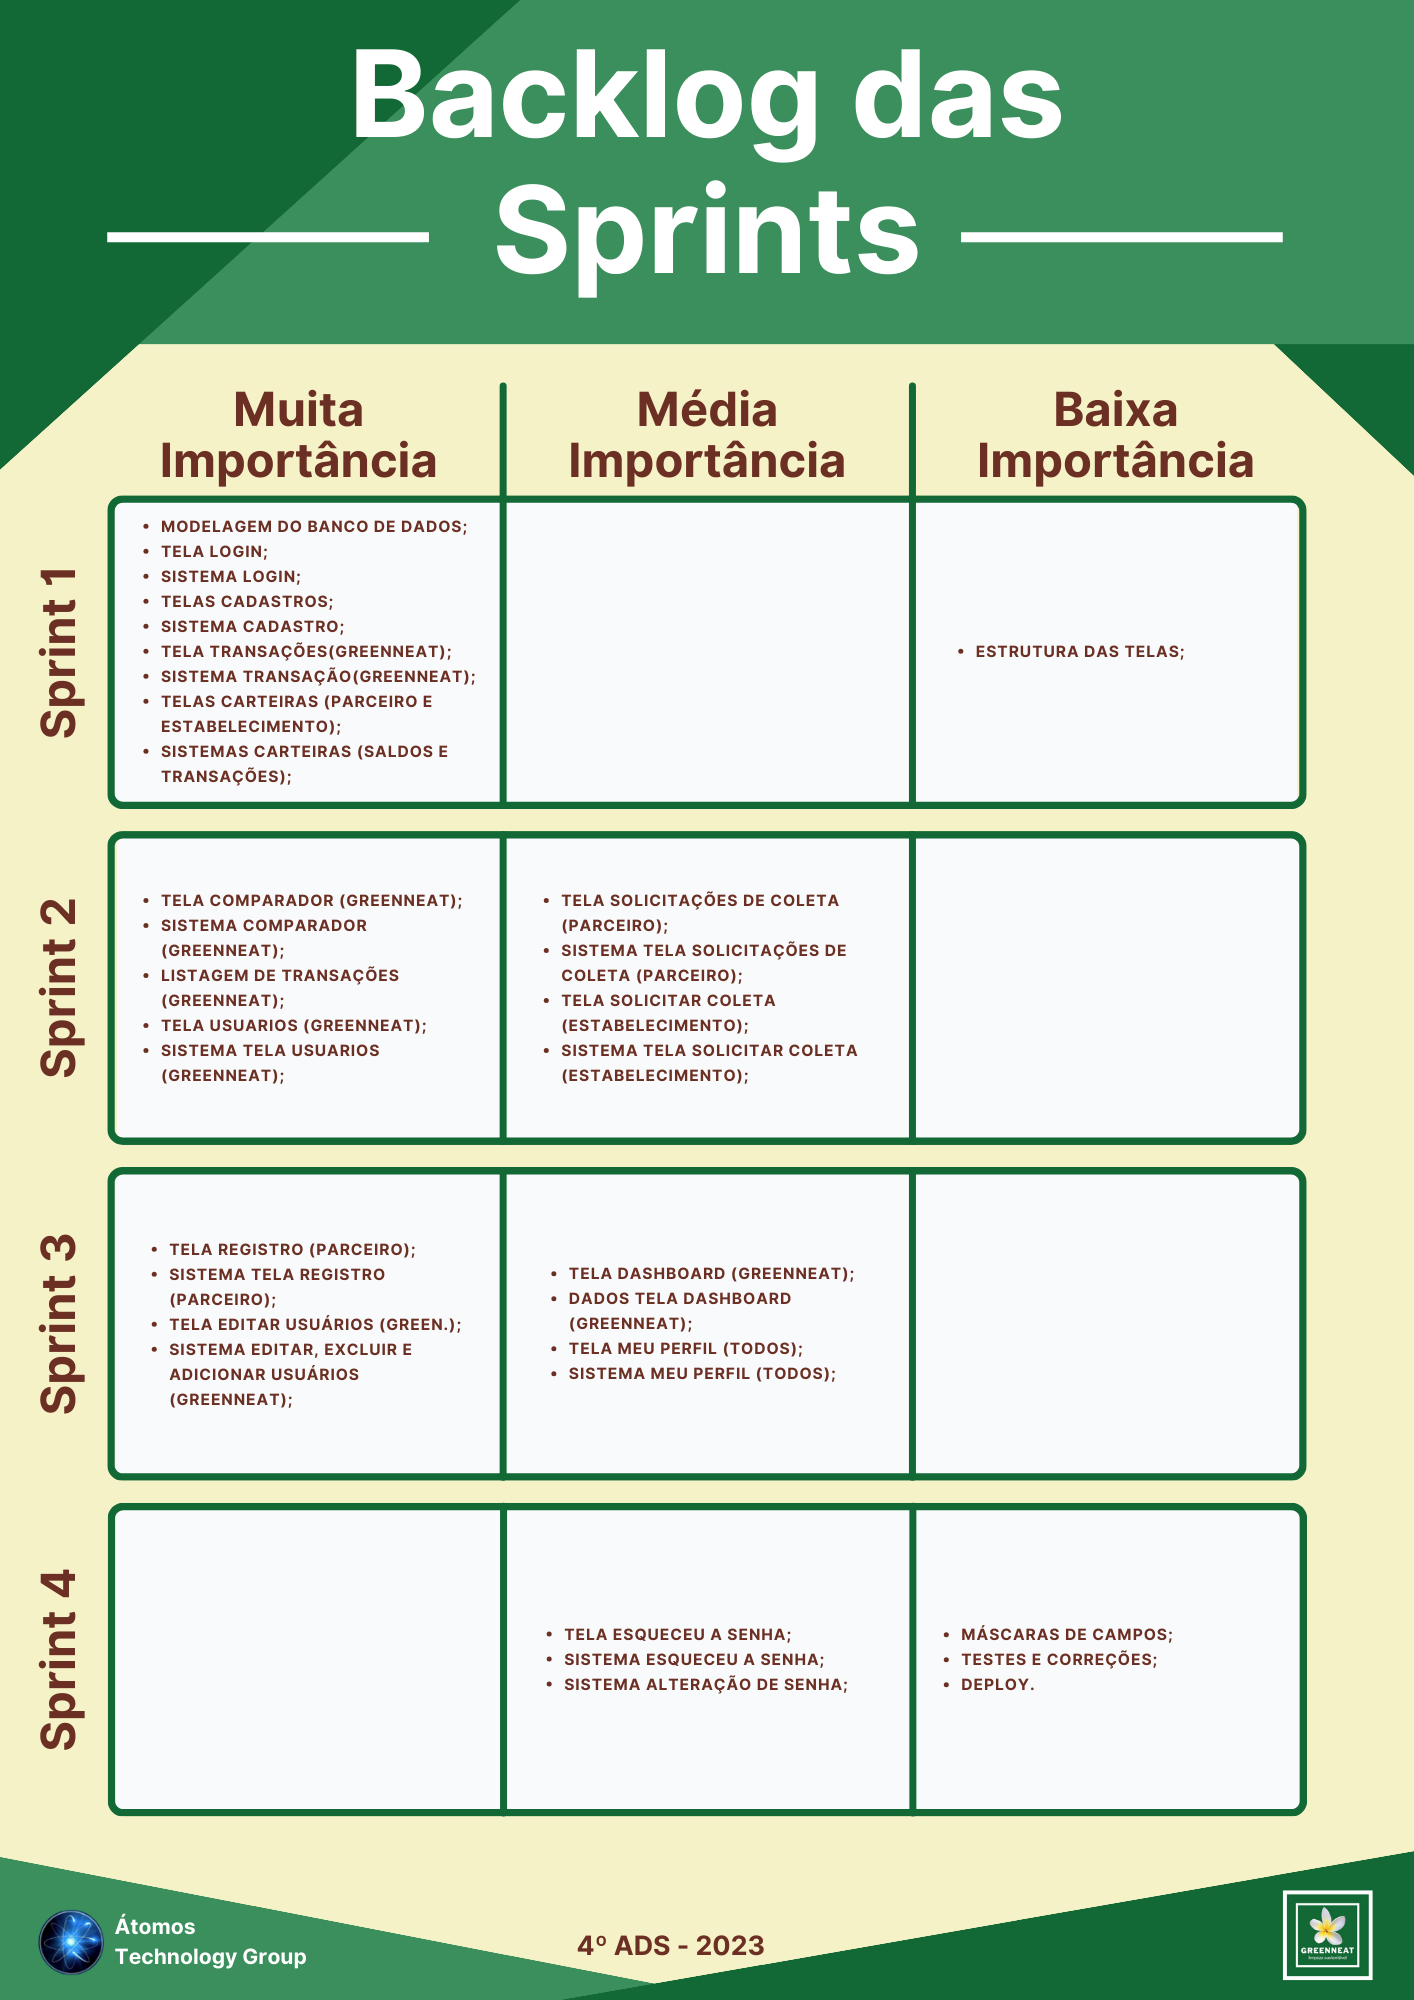 Backlog das
Sprints
Muita
Importância
Média
Importância
Baixa
Importância
Sprint 1
• MODELAGEM DO BANCO DE DADOS;
• TELA LOGIN;
• SISTEMA LOGIN;
• TELAS CADASTROS;
• SISTEMA CADASTRO;
• TELA TRANSAÇÕES(GREENNEAT);
• SISTEMA TRANSAÇÃO(GREENNEAT);
• TELAS CARTEIRAS (PARCEIRO E
ESTABELECIMENTO);
• SISTEMAS CARTEIRAS (SALDOS E
TRANSAÇÕES);
• ESTRUTURA DAS TELAS;
Sprint 2
• TELA COMPARADOR (GREENNEAT);
• SISTEMA COMPARADOR
(GREENNEAT);
• LISTAGEM DE TRANSAÇÕES
(GREENNEAT);
• TELA USUARIOS (GREENNEAT);
• SISTEMA TELA USUARIOS
(GREENNEAT);
• TELA SOLICITAÇÕES DE COLETA
(PARCEIRO);
• SISTEMA TELA SOLICITAÇÕES DE
COLETA (PARCEIRO);
• TELA SOLICITAR COLETA
(ESTABELECIMENTO);
• SISTEMA TELA SOLICITAR COLETA
(ESTABELECIMENTO);
Sprint 3
• TELA REGISTRO (PARCEIRO);
• SISTEMA TELA REGISTRO
(PARCEIRO);
• TELA EDITAR USUÁRIOS (GREEN.);
• SISTEMA EDITAR, EXCLUIR E
ADICIONAR USUÁRIOS
(GREENNEAT);
• TELA DASHBOARD (GREENNEAT);
• DADOS TELA DASHBOARD
(GREENNEAT);
• TELA MEU PERFIL (TODOS);
• SISTEMA MEU PERFIL (TODOS);
Sprint 4
• TELA ESQUECEU A SENHA;
• SISTEMA ESQUECEU A SENHA;
• SISTEMA ALTERAÇÃO DE SENHA;
• MÁSCARAS DE CAMPOS;
• TESTES E CORREÇÕES;
• DEPLOY.
Átomos
Technology Group
4º ADS - 2023
GREENNEAT
limpeza sustentável